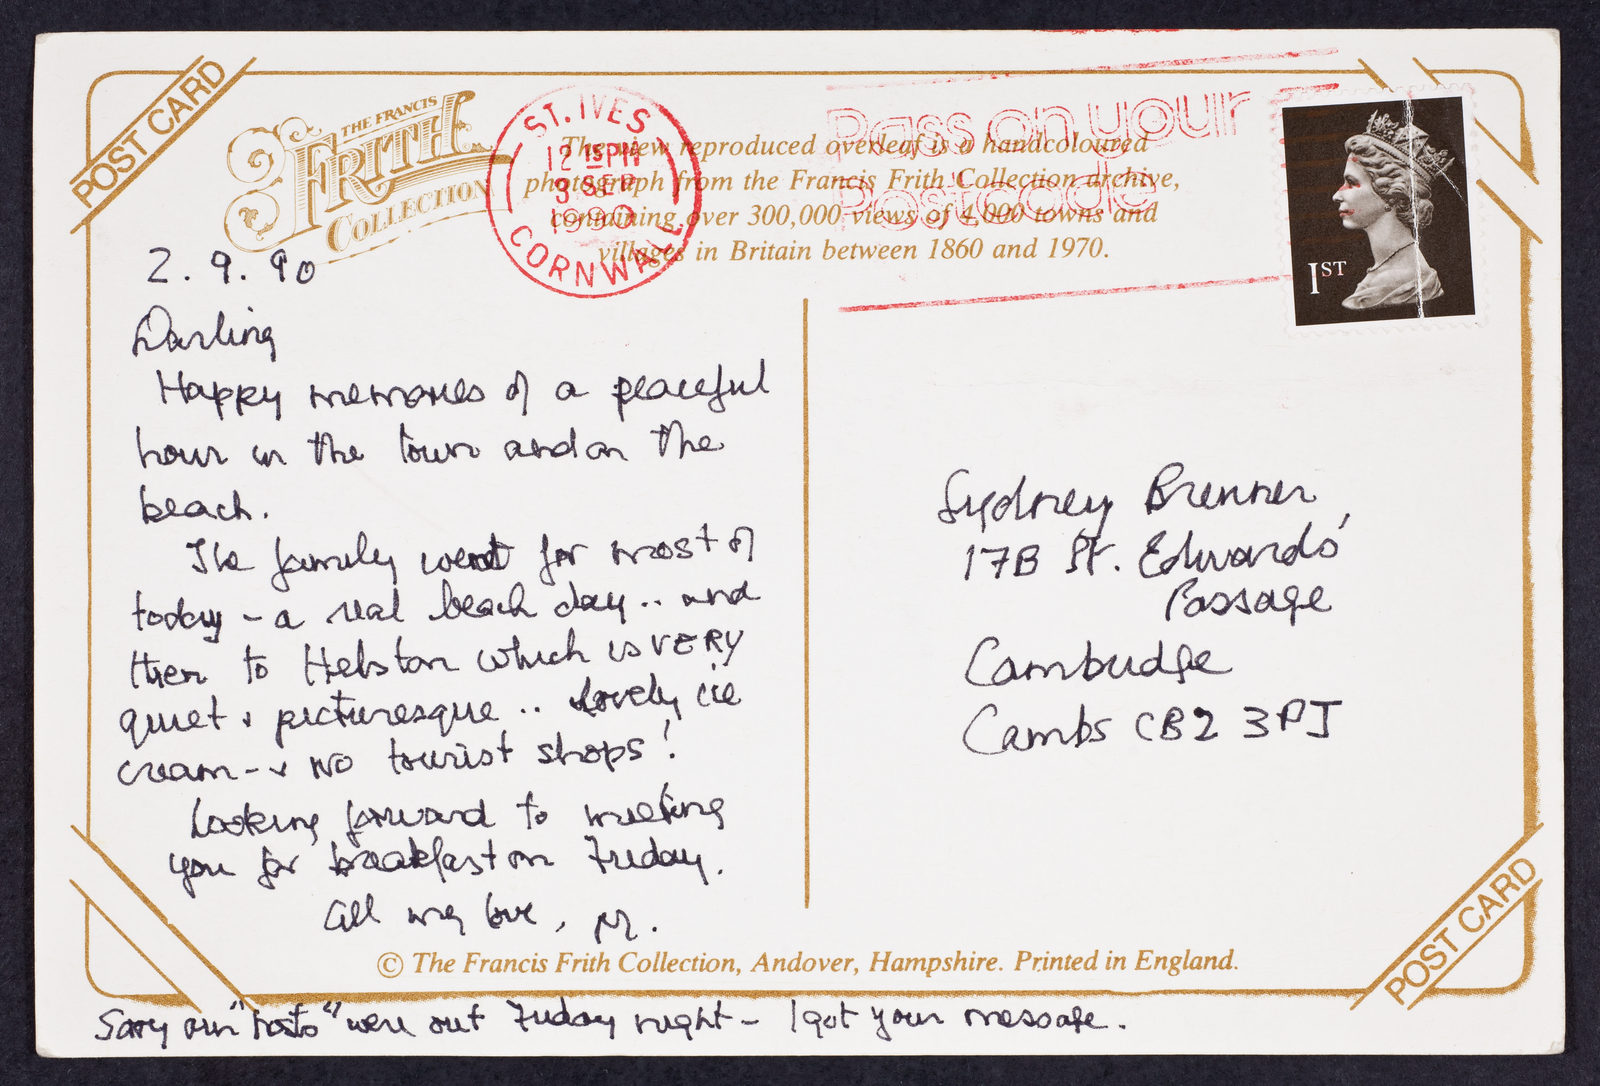 POST CARD
THE FRANCIS
FRITH
COLLECTION
ST. IVES
12 15PM
3 SEP
1990
CORNWALL
Pass on your
Postcode
The view reproduced overleaf is a handcoloured
photograph from the Francis Frith Collection archive,
containing over 300,000 views of 4,000 towns and
villages in Britain between 1860 and 1970.
1ST
2.9.90
Darling
Happy memories of a peaceful
hour in the town and on the
beach.
The family went for most of
today - a real beach day .. and
then to Helston which is VERY
quiet & picturesque .. lovely ice
cream - & NO tourist shops!
Looking forward to meeting
you for breakfast on Friday.
All my love, M.
Sydney Brenner,
17B St. Edwards'
Passage
Cambridge
Cambs CB2 3PJ
© The Francis Frith Collection, Andover, Hampshire. Printed in England.
POST CARD
Sorry our "hosts" were out Friday night - I got your message.